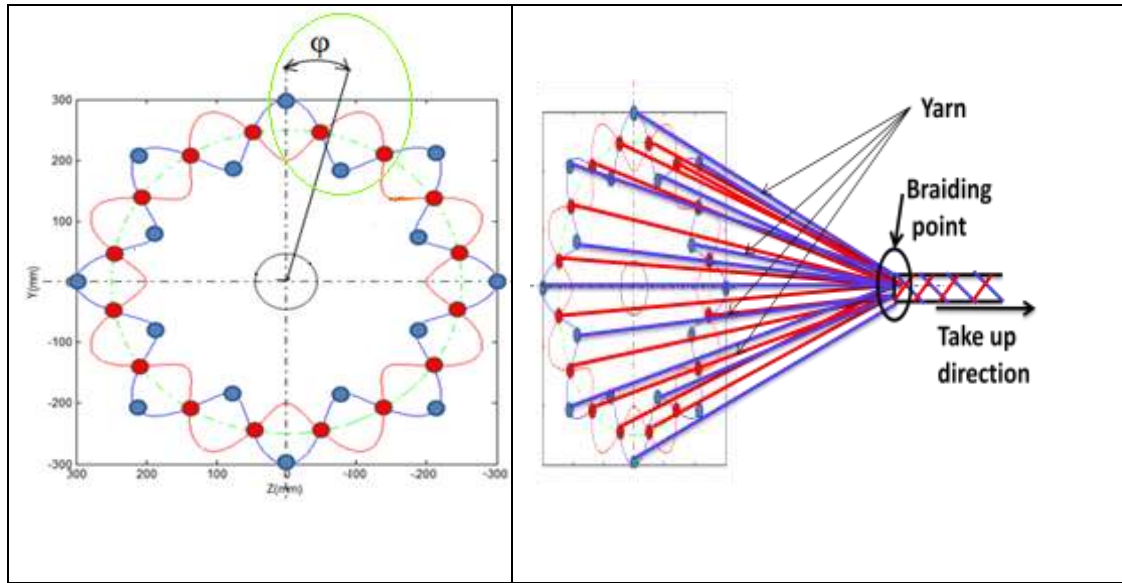 φ
300
200
100
0
-100
-200
-300
Y(mm)
300 200 100 0 -100 -200 -300
Z(mm)
Yarn
Braiding
point
Take up
direction